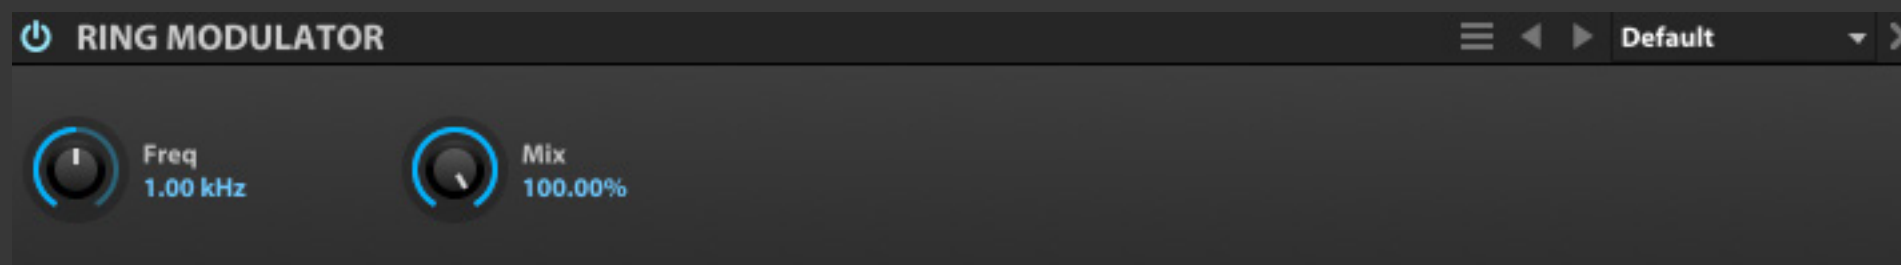 RING MODULATOR
Default
Freq
1.00 kHz
Mix
100.00%